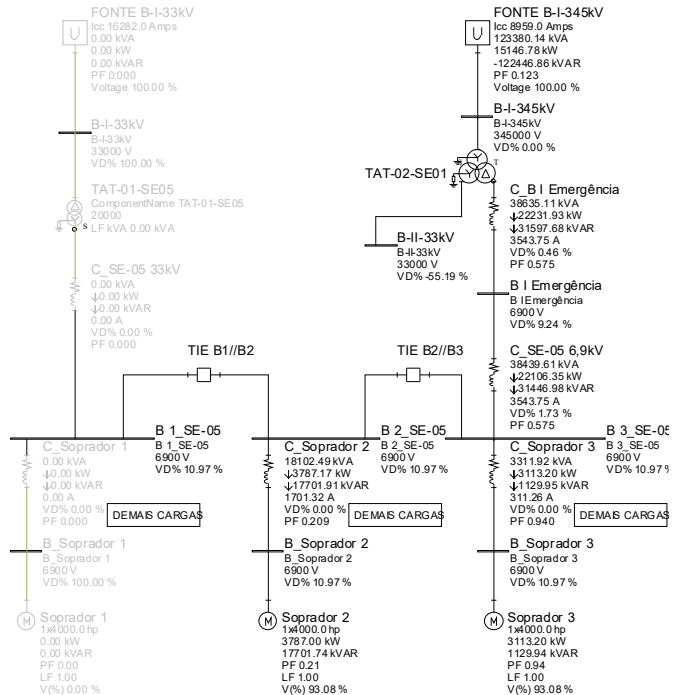 FONTE B-I-33kV
Icc 16282.0 Amps
0.00 kVA
0.00 kW
0.00 kVAR
PF 0.000
Voltage 100.00 %
U
B-I-33kV
B-I-33kV
33000 V
VD% 100.00 %
TAT-01-SE05
ComponentName TAT-01-SE05
20000
LF kVA 0.00 kVA
S
C_SE-05 33kV
0.00 kVA
↓0.00 kW
↓0.00 kVAR
0.00 A
VD% 0.00 %
PF 0.000
FONTE B-I-345kV
Icc 8959.0 Amps
123380.14 kVA
15146.78 kW
-122446.86 kVAR
PF 0.123
Voltage 100.00 %
U
B-I-345kV
B-I-345kV
345000 V
VD% 0.00 %
TAT-02-SE01
T
B-II-33kV
B-II-33kV
33000 V
VD% -55.19 %
C_B I Emergência
38635.11 kVA
↓22231.93 kW
↓31597.68 kVAR
3543.75 A
VD% 0.46 %
PF 0.575
B I Emergência
B I Emergência
6900 V
VD% 9.24 %
C_SE-05 6,9kV
38439.61 kVA
↓22106.35 kW
↓31446.98 kVAR
3543.75 A
VD% 1.73 %
PF 0.575
TIE B1//B2
TIE B2//B3
B 1_SE-05
B 1_SE-05
6900 V
VD% 10.97 %
B 2_SE-05
B 2_SE-05
6900 V
VD% 10.97 %
B 3_SE-05
B 3_SE-05
6900 V
VD% 10.97 %
C_Soprador 1
0.00 kVA
↓0.00 kW
↓0.00 kVAR
0.00 A
VD% 0.00 %
PF 0.000
DEMAIS CARGAS
C_Soprador 2
18102.49 kVA
↓3787.17 kW
↓17701.91 kVAR
1701.32 A
VD% 0.00 %
PF 0.209
DEMAIS CARGAS
C_Soprador 3
3311.92 kVA
↓3113.20 kW
↓1129.95 kVAR
311.26 A
VD% 0.00 %
PF 0.940
DEMAIS CARGAS
B_Soprador 1
B_Soprador 1
6900 V
VD% 100.00 %
B_Soprador 2
B_Soprador 2
6900 V
VD% 10.97 %
B_Soprador 3
B_Soprador 3
6900 V
VD% 10.97 %
M
Soprador 1
1x4000.0 hp
0.00 kW
0.00 kVAR
PF 0.00
LF 1.00
V(%) 0.00 %
M
Soprador 2
1x4000.0 hp
3787.00 kW
17701.74 kVAR
PF 0.21
LF 1.00
V(%) 93.08 %
M
Soprador 3
1x4000.0 hp
3113.20 kW
1129.94 kVAR
PF 0.94
LF 1.00
V(%) 93.08 %